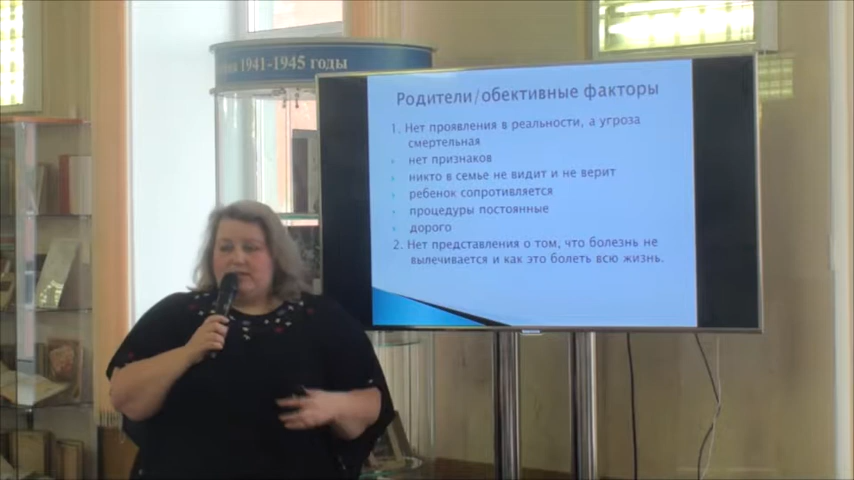 1941-1945 годы
Родители/обективные факторы
1. Нет проявления в реальности, а угроза
смертельная
нет признаков
никто в семье не видит и не верит
ребенок сопротивляется
процедуры постоянные
дорого
2. Нет представления о том, что болезнь не
вылечивается и как это болеть всю жизнь.